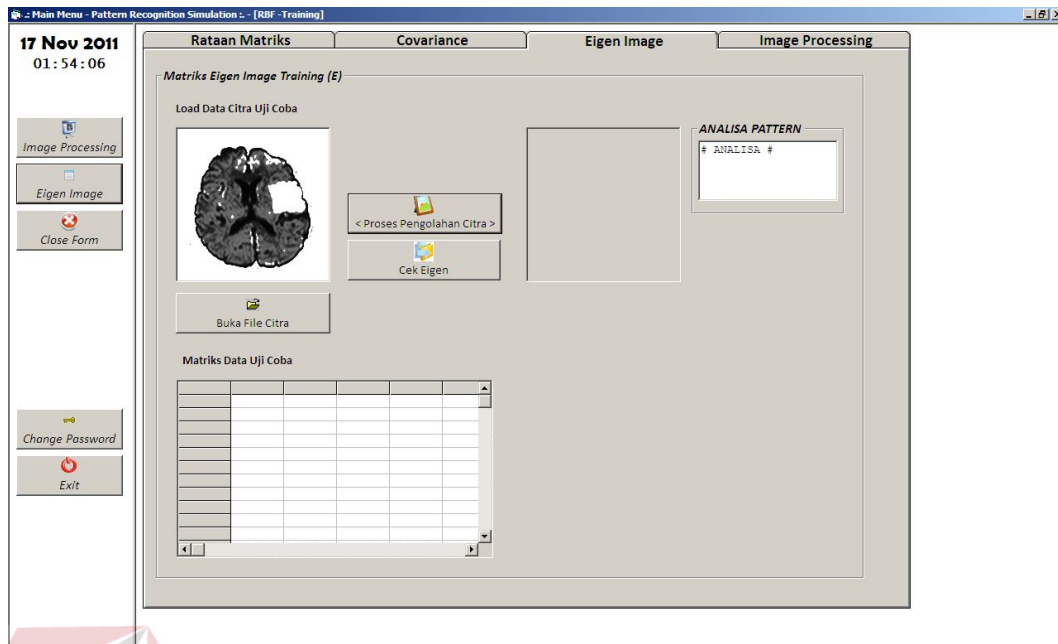 .: Main Menu - Pattern Recognition Simulation :. - [RBF -Training]
17 Nov 2011
01:54:06
Image Processing
Eigen Image
Close Form
Change Password
Exit
Rataan Matriks
Covariance
Eigen Image
Image Processing
Matriks Eigen Image Training (E)
Load Data Citra Uji Coba
< Proses Pengolahan Citra >
Cek Eigen
Buka File Citra
ANALISA PATTERN
# ANALISA #
Matriks Data Uji Coba